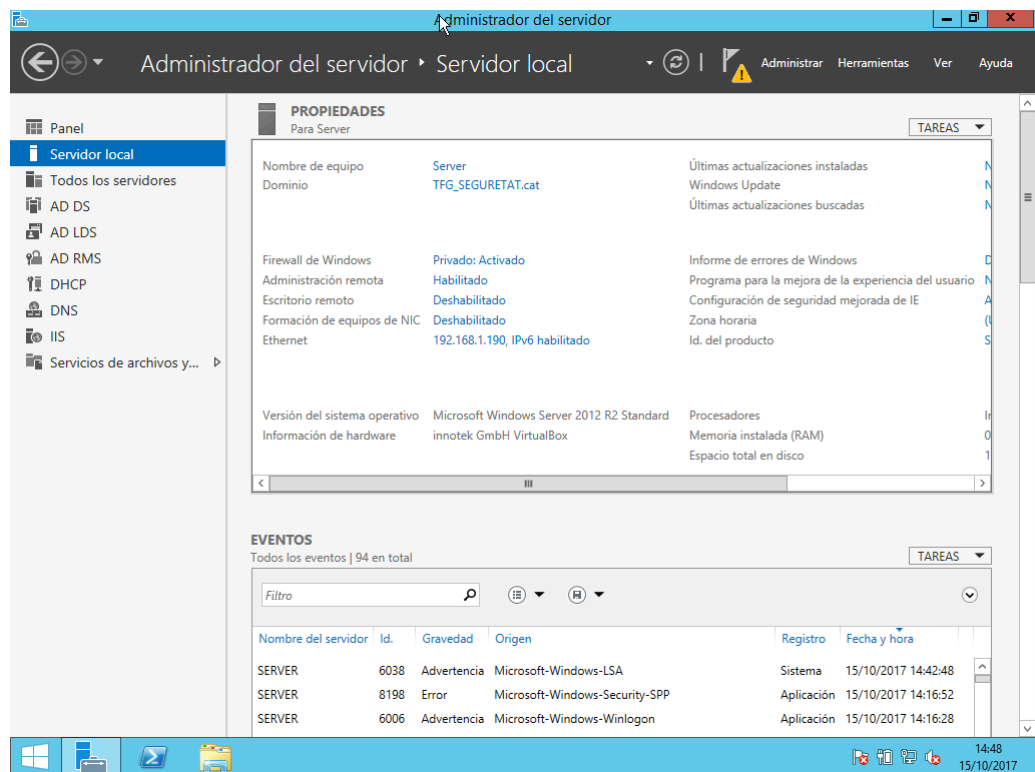 Administrador del servidor
Administrador del servidor • Servidor local
Administrar Herramientas Ver Ayuda
Panel
Servidor local
Todos los servidores
AD DS
AD LDS
AD RMS
DHCP
DNS
IIS
Servicios de archivos y...
PROPIEDADES
Para Server
TAREAS
Nombre de equipo Server Últimas actualizaciones instaladas N
Dominio TFG_SEGURETAT.cat Windows Update N
Últimas actualizaciones buscadas N
Firewall de Windows Privado: Activado Informe de errores de Windows D
Administración remota Habilitado Programa para la mejora de la experiencia del usuario N
Escritorio remoto Deshabilitado Configuración de seguridad mejorada de IE A
Formación de equipos de NIC Deshabilitado Zona horaria (U
Ethernet 192.168.1.190, IPv6 habilitado Id. del producto S
Versión del sistema operativo Microsoft Windows Server 2012 R2 Standard Procesadores In
Información de hardware innotek GmbH VirtualBox Memoria instalada (RAM) 0
Espacio total en disco 1
EVENTOS
Todos los eventos | 94 en total
TAREAS
Filtro
Nombre del servidor Id. Gravedad Origen Registro Fecha y hora
SERVER 6038 Advertencia Microsoft-Windows-LSA Sistema 15/10/2017 14:42:48
SERVER 8198 Error Microsoft-Windows-Security-SPP Aplicación 15/10/2017 14:16:52
SERVER 6006 Advertencia Microsoft-Windows-Winlogon Aplicación 15/10/2017 14:16:28
14:48
15/10/2017